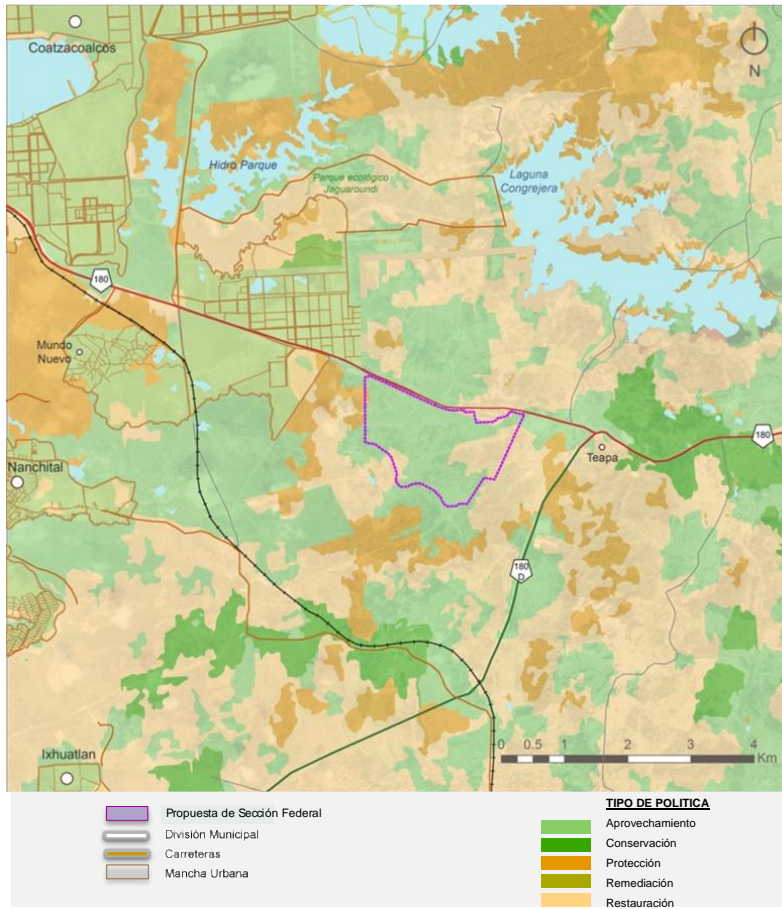 Coatzacoalcos
N
Hidro Parque
Parque ecológico
Jaguaroundi
Laguna
Congrejera
180
Mundo
Nuevo
180
Teapa
Nanchital
180
D
Ixhuatlan
0 0.5 1 2 3 4
Km
Propuesta de Sección Federal
División Municipal
Carreteras
Mancha Urbana
TIPO DE POLITICA
Aprovechamiento
Conservación
Protección
Remediación
Restauración